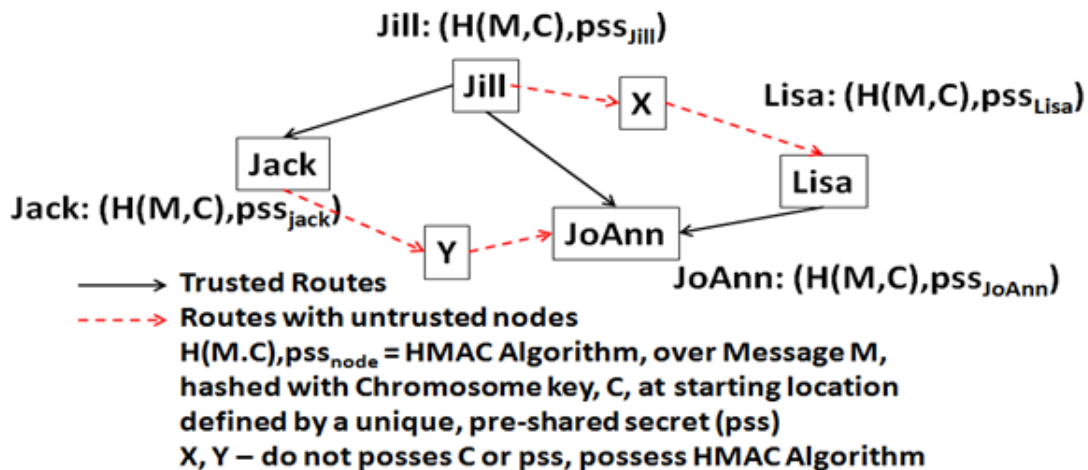 Jill: (H(M,C),pssJill)
Jill
X
Lisa: (H(M,C),pssLisa)
Jack
Lisa
Jack: (H(M,C),pssjack)
JoAnn
Y
JoAnn: (H(M,C),pssJoAnn)
Trusted Routes
Routes with untrusted nodes
H(M.C),pssnode = HMAC Algorithm, over Message M,
hashed with Chromosome key, C, at starting location
defined by a unique, pre-shared secret (pss)
X, Y – do not posses C or pss, possess HMAC Algorithm